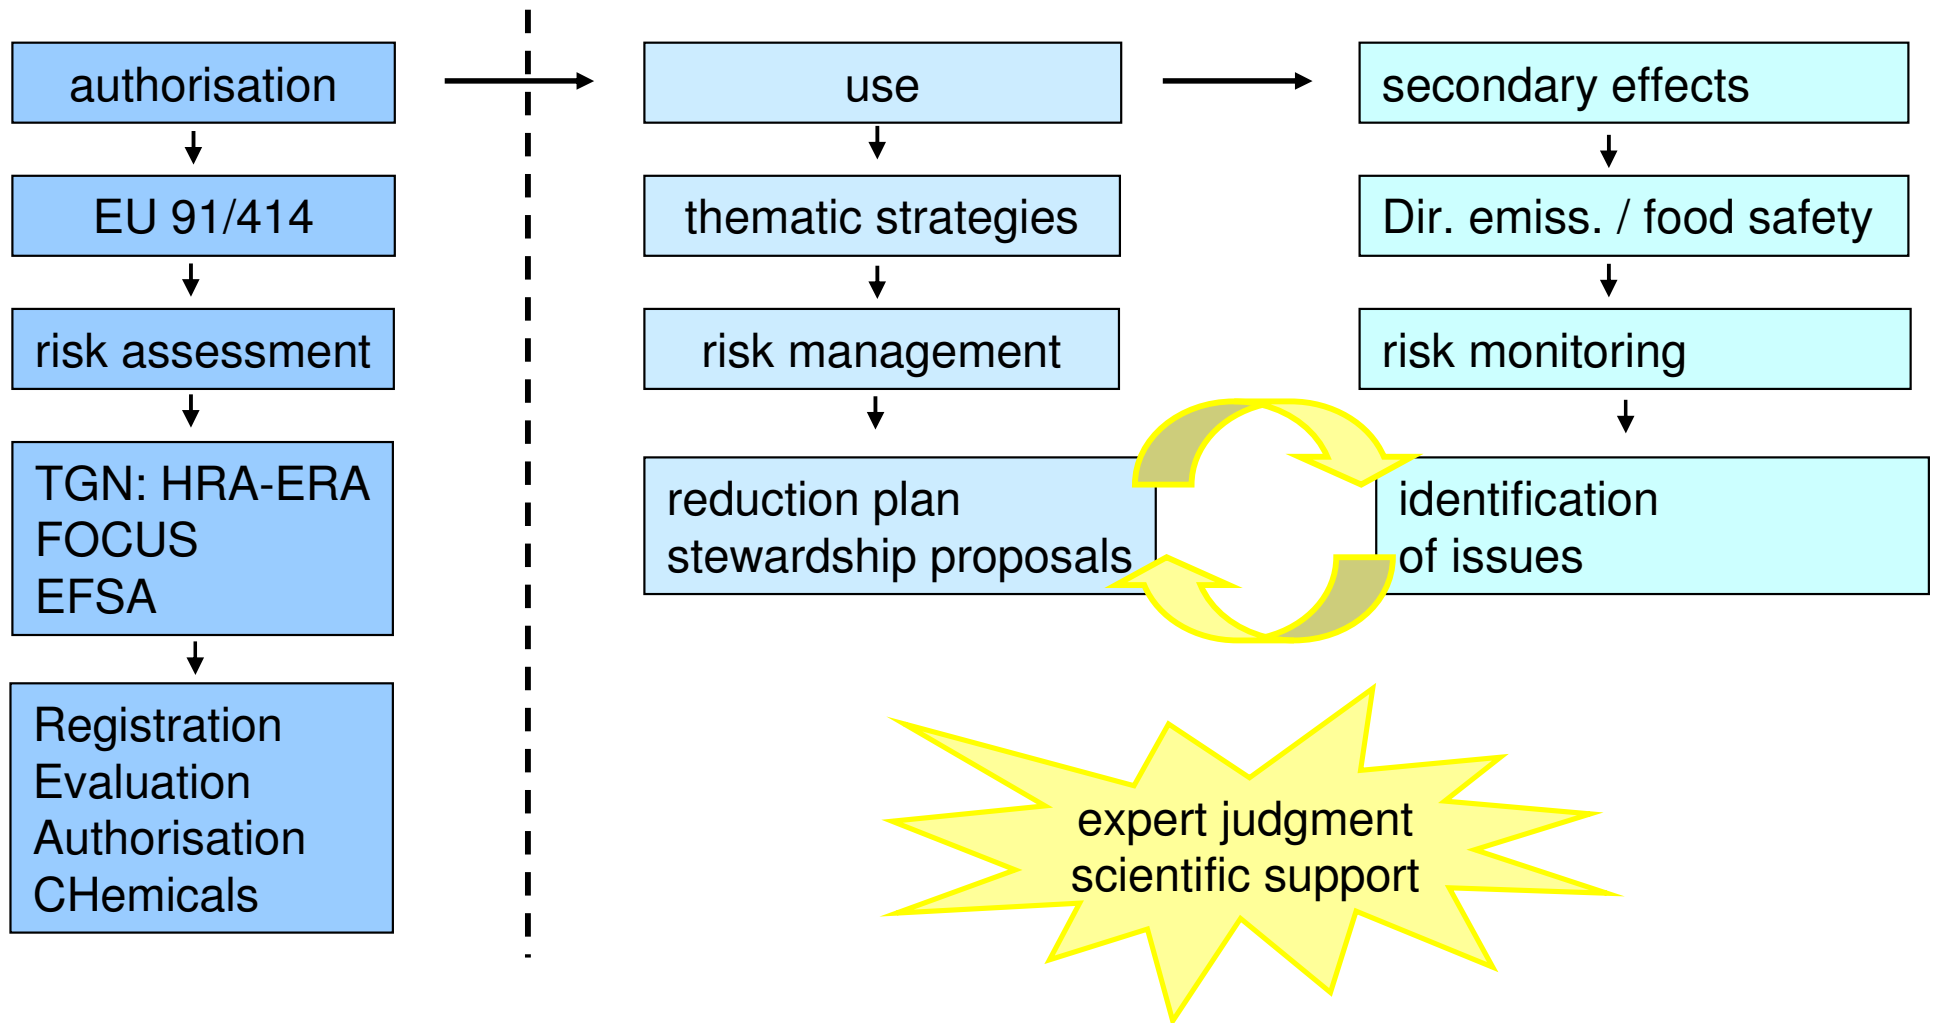 authorisation
EU 91/414
risk assessment
TGN: HRA-ERA
FOCUS
EFSA
Registration
Evaluation
Authorisation
CHemicals
use
thematic strategies
risk management
reduction plan
stewardship proposals
secondary effects
Dir. emiss. / food safety
risk monitoring
identification
of issues
expert judgment
scientific support